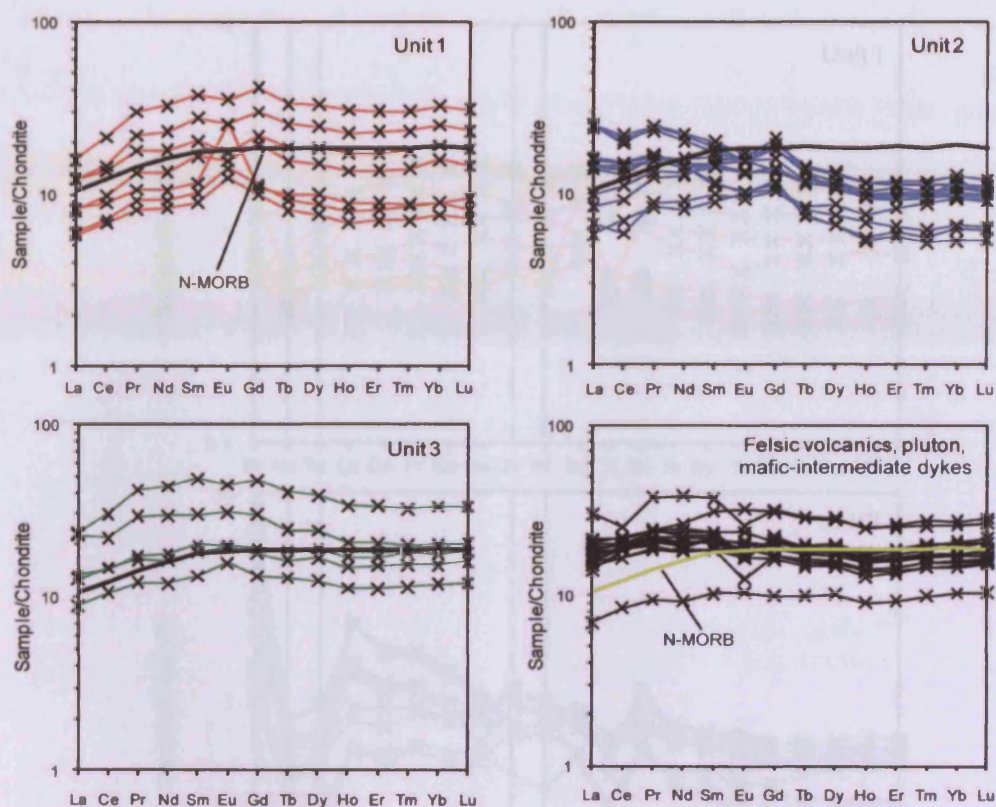 100
Unit 1
Sample/Chondrite
10
N-MORB
1
La Ce Pr Nd Sm Eu Gd Tb Dy Ho Er Tm Yb Lu
100
Unit 2
Sample/Chondrite
10
1
La Ce Pr Nd Sm Eu Gd Tb Dy Ho Er Tm Yb Lu
100
Unit 3
Sample/Chondrite
10
1
La Ce Pr Nd Sm Eu Gd Tb Dy Ho Er Tm Yb Lu
100
Felsic volcanics, pluton,
mafic-intermediate dykes
Sample/Chondrite
10
N-MORB
1
La Ce Pr Nd Sm Eu Gd Tb Dy Ho Er Tm Yb Lu